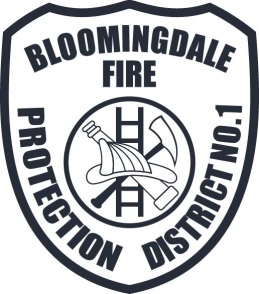 BLOOMINGDALE
FIRE
PROTECTION DISTRICT NO.1